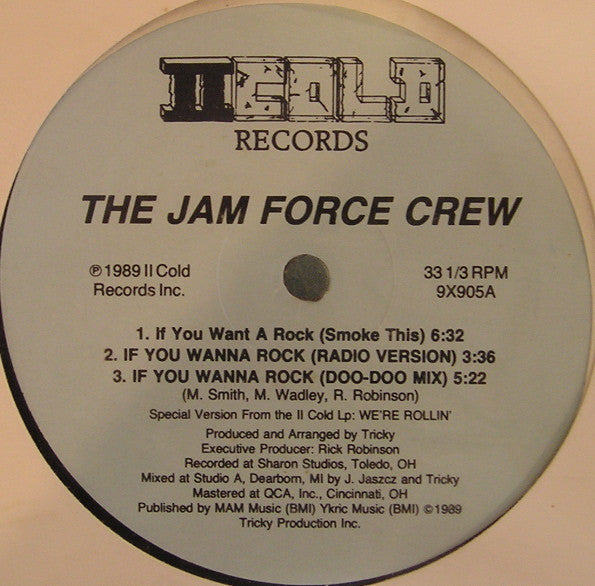 II COLD
RECORDS
THE JAM FORCE CREW
℗1989 II Cold
Records Inc.
33 1/3 RPM
9X905A
1. If You Want A Rock (Smoke This) 6:32
2. IF YOU WANNA ROCK (RADIO VERSION) 3:36
3. IF YOU WANNA ROCK (DOO-DOO MIX) 5:22
(M. Smith, M. Wadley, R. Robinson)
Special Version From the II Cold Lp: WE'RE ROLLIN'
Produced and Arranged by Tricky
Executive Producer: Rick Robinson
Recorded at Sharon Studios, Toledo, OH
Mixed at Studio A, Dearborn, MI by J. Jaszcz and Tricky
Mastered at QCA, Inc., Cincinnati, OH
Published by MAM Music (BMI) Ykric Music (BMI) ©1989
Tricky Production Inc.